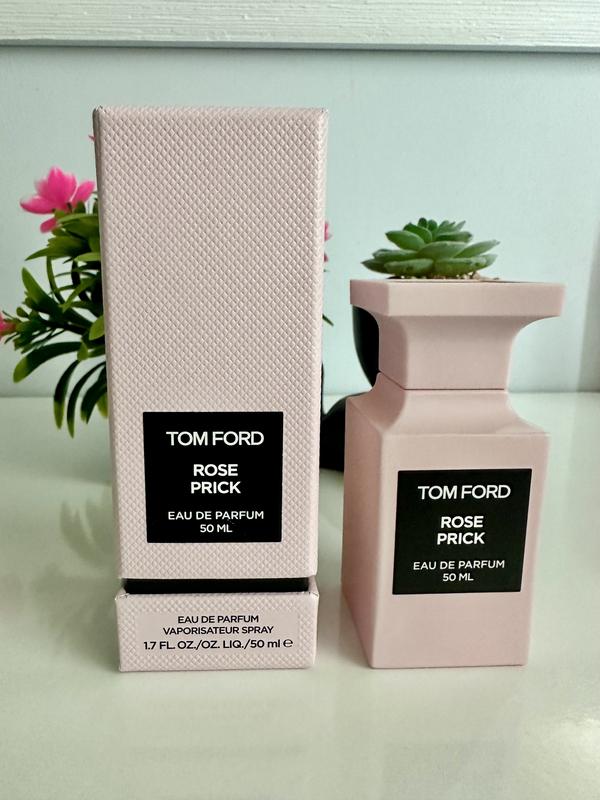 TOM FORD
ROSE
PRICK
EAU DE PARFUM
50 ML
EAU DE PARFUM
VAPORISATEUR SPRAY
1.7 FL. OZ./OZ. LIQ./50 ml ℮
TOM FORD
ROSE
PRICK
EAU DE PARFUM
50 ML